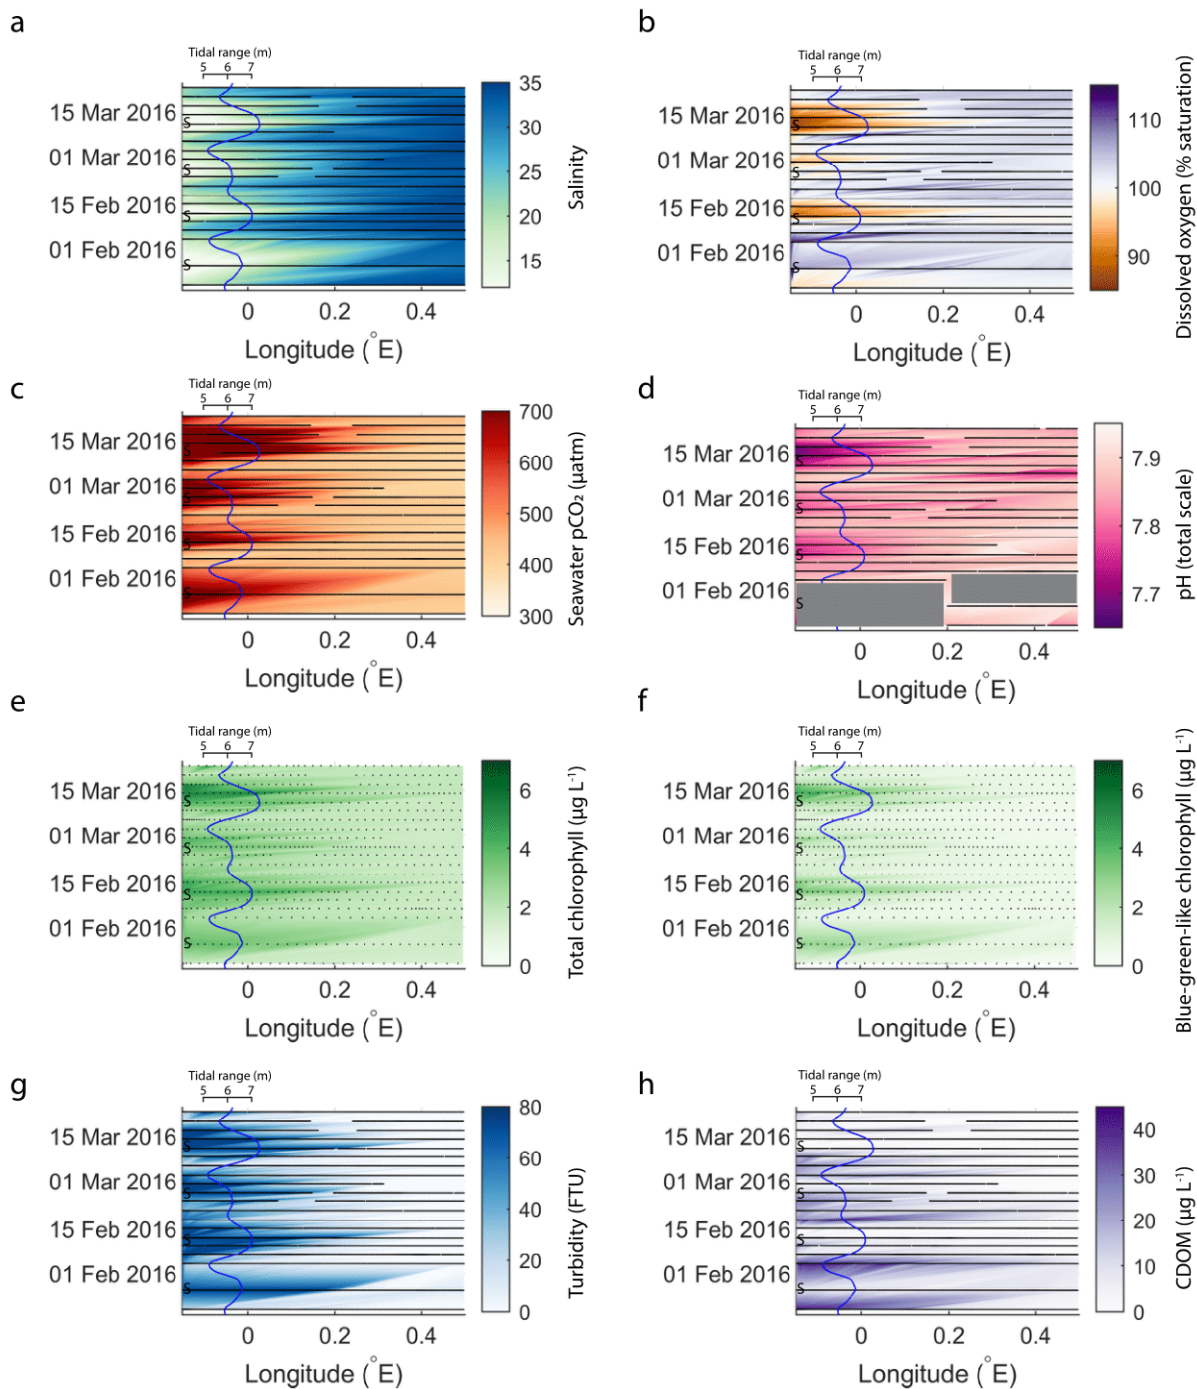 a
Tidal range (m)
5 6 7
15 Mar 2016
01 Mar 2016
15 Feb 2016
01 Feb 2016
S
S
S
S
0 0.2 0.4
Longitude (°E)
35
30
25
20
15
Salinity
b
Tidal range (m)
5 6 7
15 Mar 2016
01 Mar 2016
15 Feb 2016
01 Feb 2016
S
S
S
S
0 0.2 0.4
Longitude (°E)
110
100
90
Dissolved oxygen (% saturation)
c
Tidal range (m)
5 6 7
15 Mar 2016
01 Mar 2016
15 Feb 2016
01 Feb 2016
S
S
S
S
0 0.2 0.4
Longitude (°E)
700
600
500
400
300
Seawater pCO₂ (µatm)
d
Tidal range (m)
5 6 7
15 Mar 2016
01 Mar 2016
15 Feb 2016
01 Feb 2016
S
S
S
S
0 0.2 0.4
Longitude (°E)
7.9
7.8
7.7
pH (total scale)
e
Tidal range (m)
5 6 7
15 Mar 2016
01 Mar 2016
15 Feb 2016
01 Feb 2016
S
S
S
S
0 0.2 0.4
Longitude (°E)
6
4
2
0
Total chlorophyll (µg L⁻¹)
f
Tidal range (m)
5 6 7
15 Mar 2016
01 Mar 2016
15 Feb 2016
01 Feb 2016
S
S
S
S
0 0.2 0.4
Longitude (°E)
6
4
2
0
Blue-green-like chlorophyll (µg L⁻¹)
g
Tidal range (m)
5 6 7
15 Mar 2016
01 Mar 2016
15 Feb 2016
01 Feb 2016
S
S
S
S
0 0.2 0.4
Longitude (°E)
80
60
40
20
0
Turbidity (FTU)
h
Tidal range (m)
5 6 7
15 Mar 2016
01 Mar 2016
15 Feb 2016
01 Feb 2016
S
S
S
S
0 0.2 0.4
Longitude (°E)
40
30
20
10
0
CDOM (µg L⁻¹)